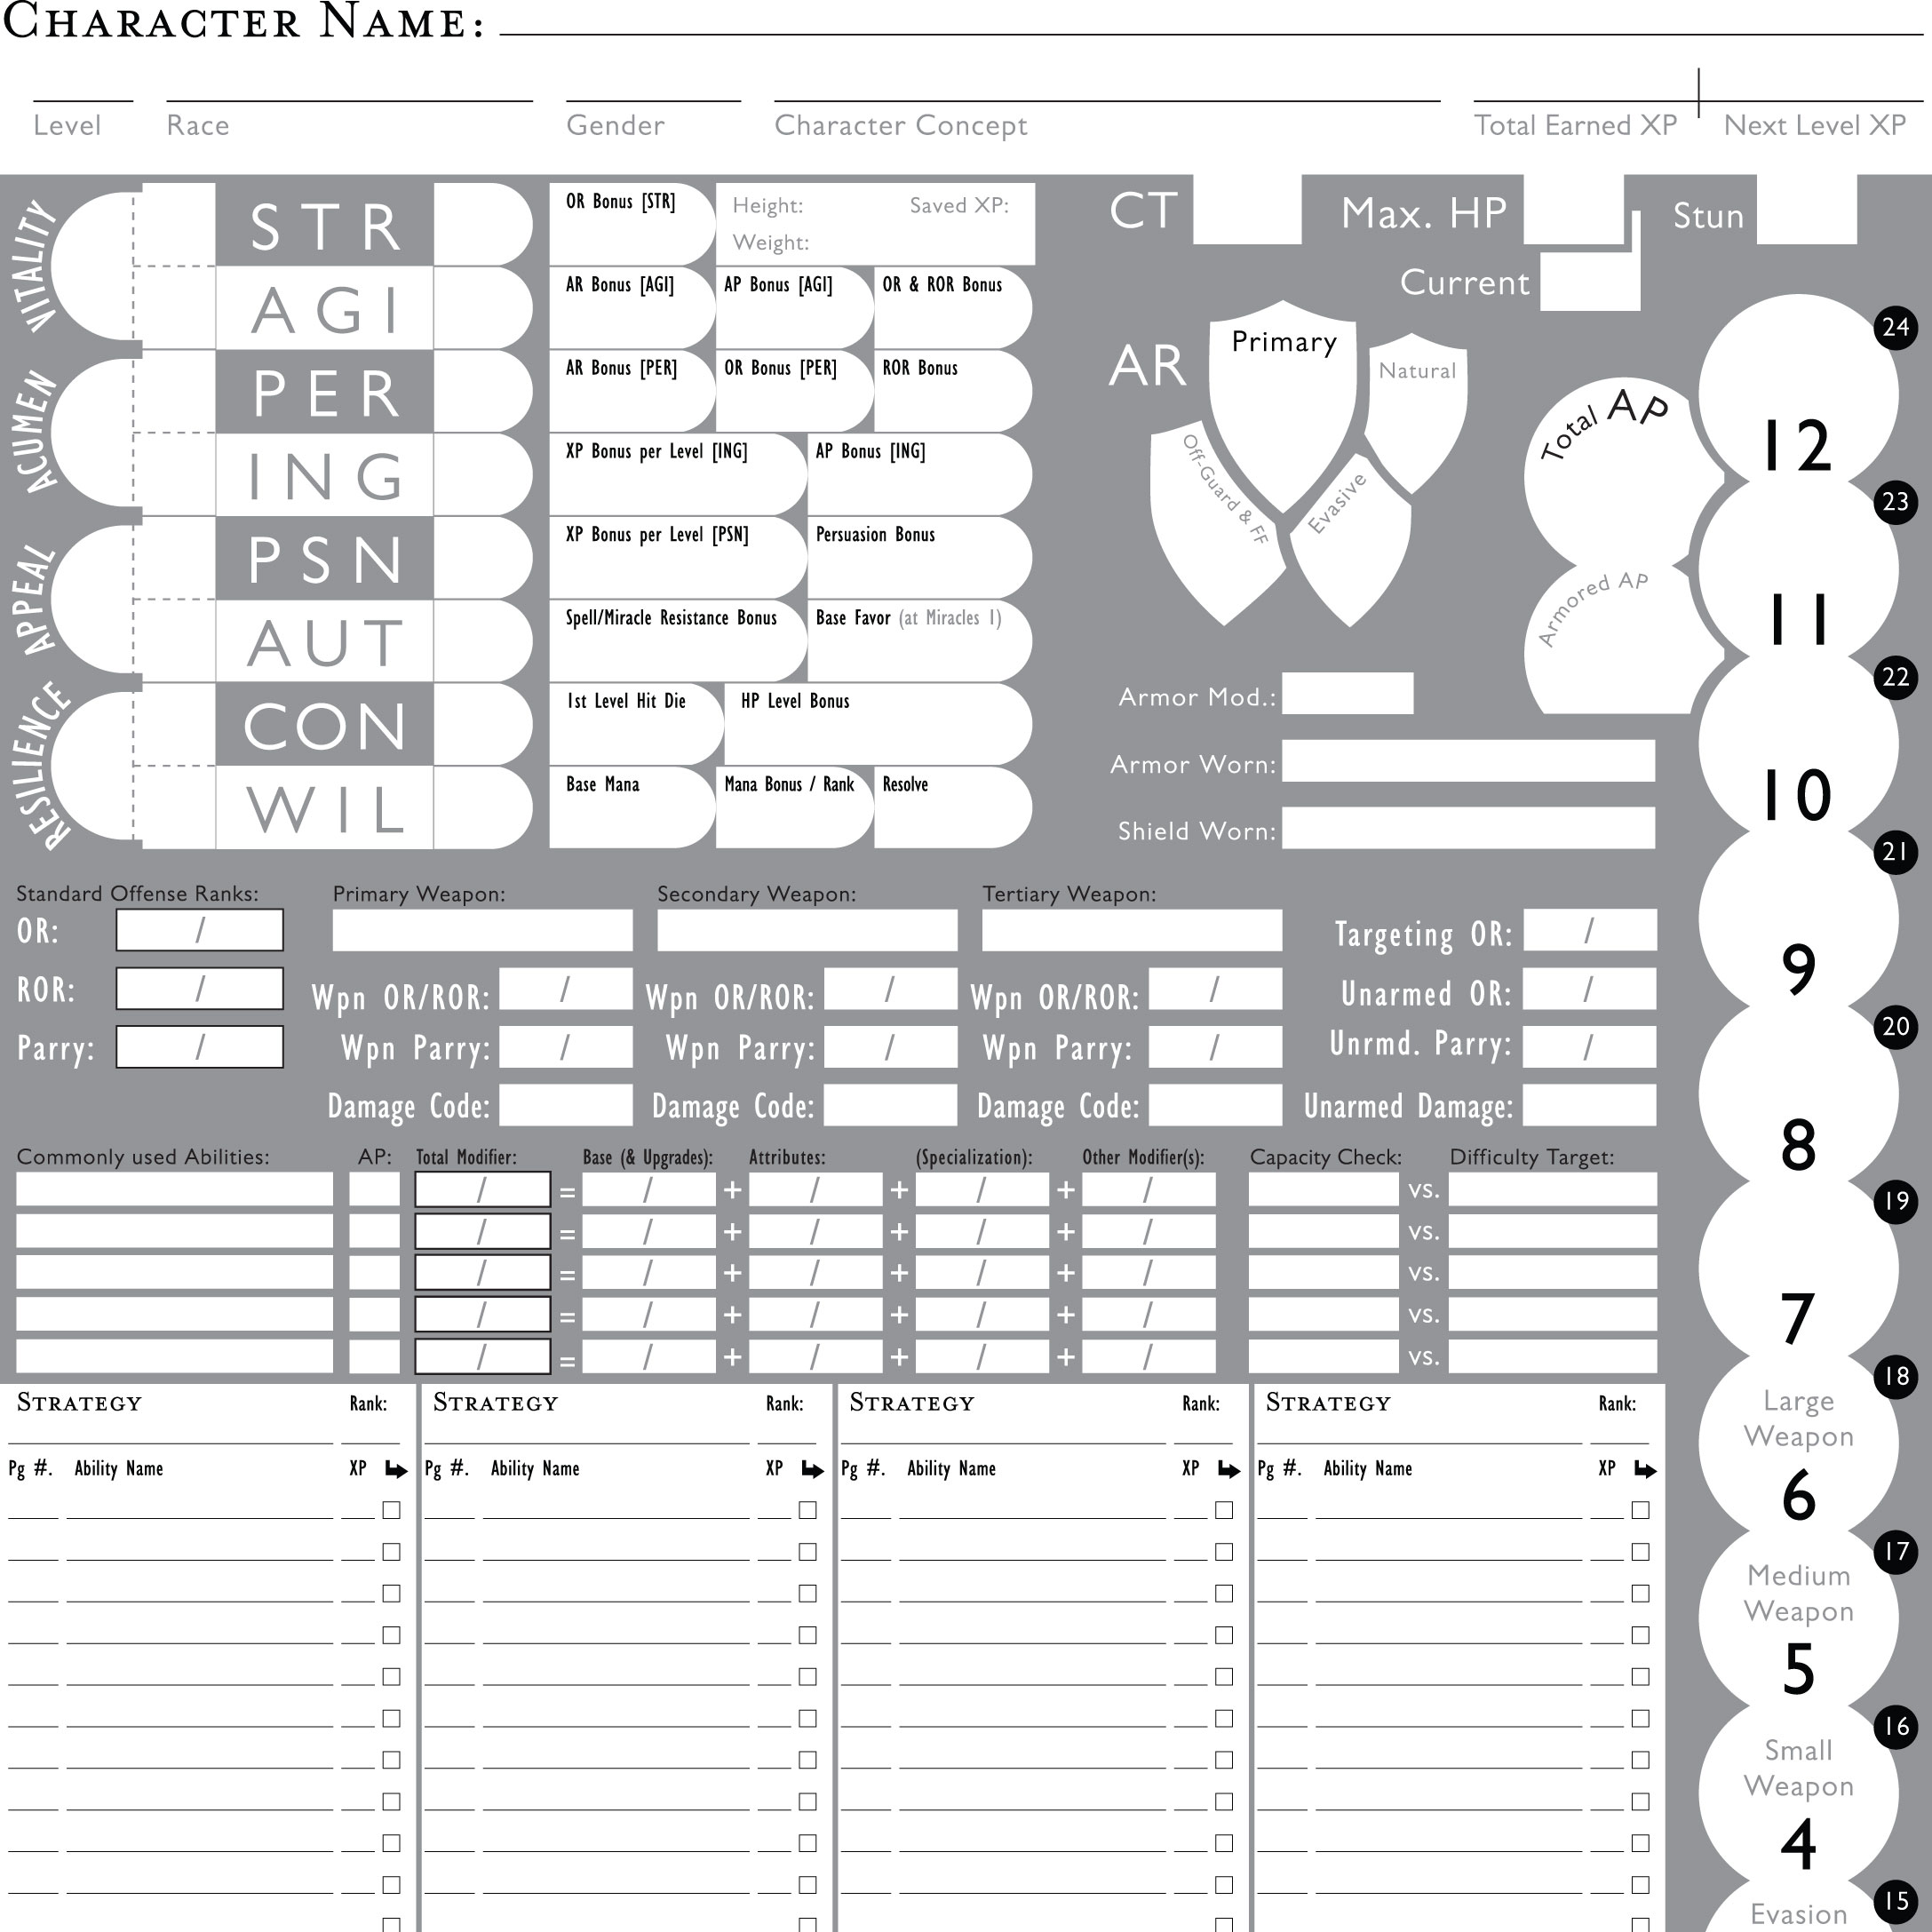 Character Name:
Level Race Gender Character Concept Total Earned XP Next Level XP
VITALITY
ACUMEN
APPEAL
RESILIENCE
STR
AGI
PER
ING
PSN
AUT
CON
WIL
OR Bonus [STR]
Height: Saved XP:
Weight:
AR Bonus [AGI] AP Bonus [AGI] OR & ROR Bonus
AR Bonus [PER] OR Bonus [PER] ROR Bonus
XP Bonus per Level [ING] AP Bonus [ING]
XP Bonus per Level [PSN] Persuasion Bonus
Spell/Miracle Resistance Bonus Base Favor (at Miracles 1)
1st Level Hit Die HP Level Bonus
Base Mana Mana Bonus / Rank Resolve
CT Max. HP Stun
Current
AR
Primary
Natural
Off-Guard & FF
Evasive
Total AP
Armored AP
Armor Mod.:
Armor Worn:
Shield Worn:
Standard Offense Ranks: Primary Weapon: Secondary Weapon: Tertiary Weapon:
OR: / Targeting OR: /
ROR: / Wpn OR/ROR: / Wpn OR/ROR: / Wpn OR/ROR: / Unarmed OR: /
Parry: / Wpn Parry: / Wpn Parry: / Wpn Parry: / Unrmd. Parry: /
Damage Code: Damage Code: Damage Code: Unarmed Damage:
Commonly used Abilities: AP: Total Modifier: Base (& Upgrades): Attributes: (Specialization): Other Modifier(s): Capacity Check: Difficulty Target:
/ = / + / + / + / vs.
/ = / + / + / + / vs.
/ = / + / + / + / vs.
/ = / + / + / + / vs.
/ = / + / + / + / vs.
Strategy Rank: Strategy Rank: Strategy Rank: Strategy Rank:
Pg #. Ability Name XP Pg #. Ability Name XP Pg #. Ability Name XP Pg #. Ability Name XP
24
12
23
11
22
10
21
9
20
8
19
7
18
Large
Weapon
6
17
Medium
Weapon
5
16
Small
Weapon
4
15
Evasion